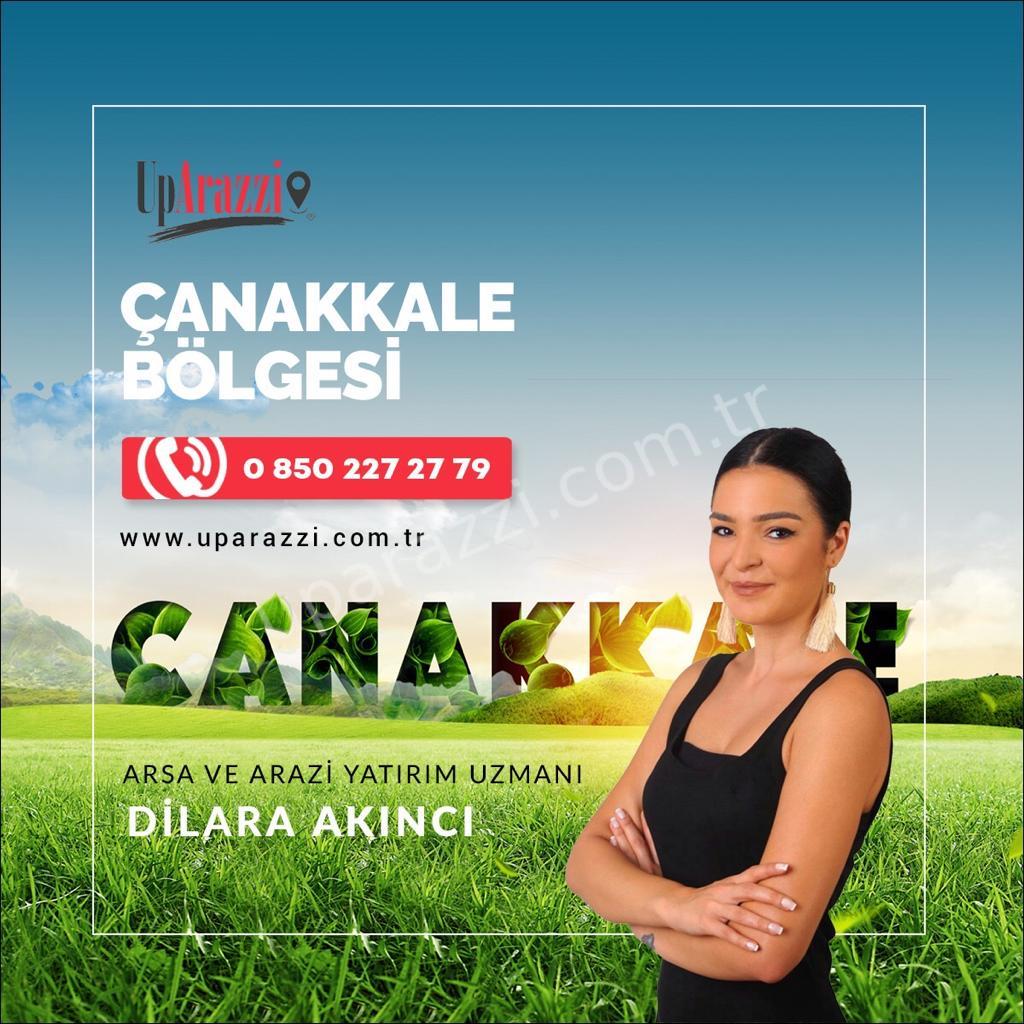 UpArazzi
ÇANAKKALE
BÖLGESİ
0 850 227 27 79
www.uparazzi.com.tr
uparazzi.com.tr
ÇANAKKALE
ARSA VE ARAZİ YATIRIM UZMANI
DİLARA AKINCI